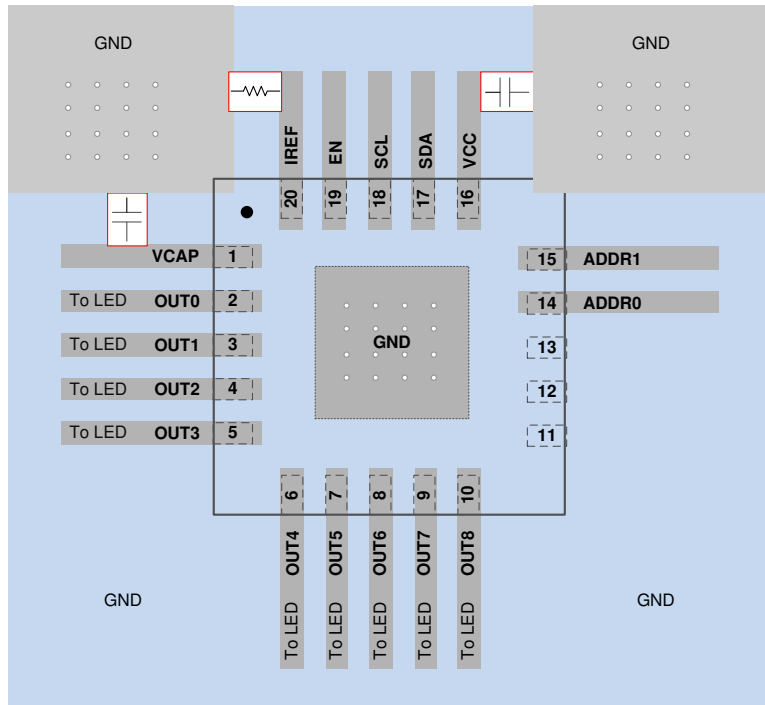 GND
GND
IREF
EN
SCL
SDA
VCC
20
19
18
17
16
VCAP 1
To LED OUT0 2
To LED OUT1 3
To LED OUT2 4
To LED OUT3 5
GND
15 ADDR1
14 ADDR0
13
12
11
6
7
8
9
10
To LED OUT4
To LED OUT5
To LED OUT6
To LED OUT7
To LED OUT8
GND
GND